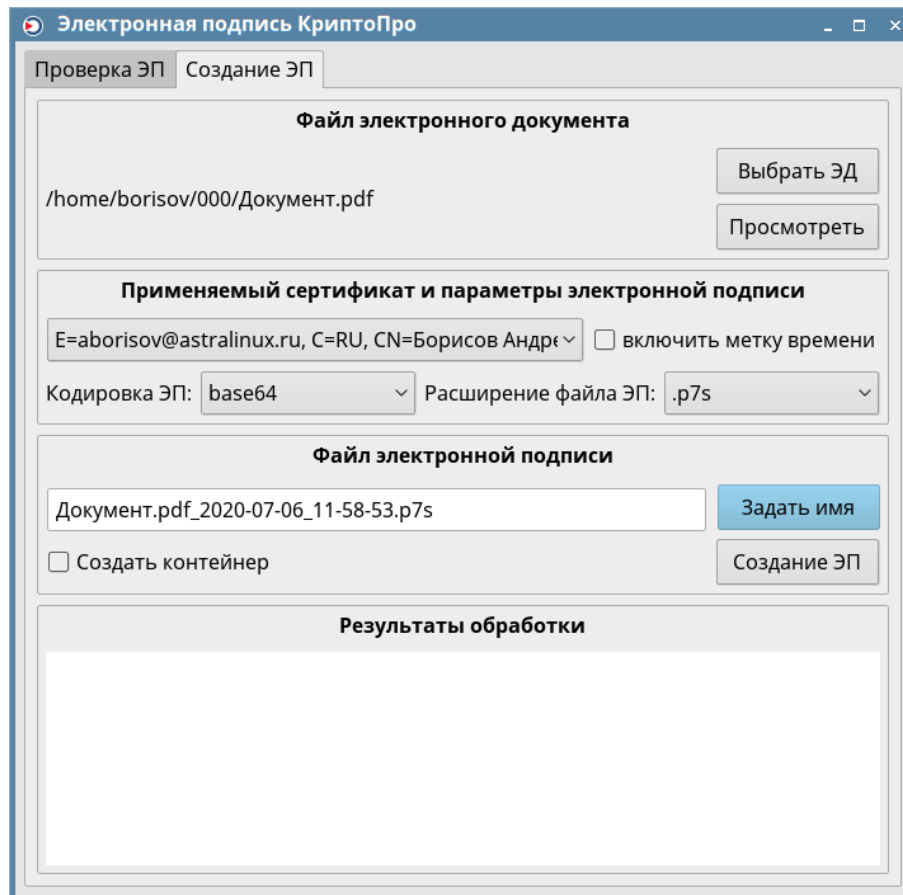 Электронная подпись КриптоПро
Проверка ЭП Создание ЭП
Файл электронного документа
Выбрать ЭД
/home/borisov/000/Документ.pdf
Просмотреть
Применяемый сертификат и параметры электронной подписи
E=aborisov@astralinux.ru, C=RU, CN=Борисов Андре включить метку времени
Кодировка ЭП: base64 Расширение файла ЭП: .p7s
Файл электронной подписи
Документ.pdf_2020-07-06_11-58-53.p7s Задать имя
Создать контейнер Создание ЭП
Результаты обработки